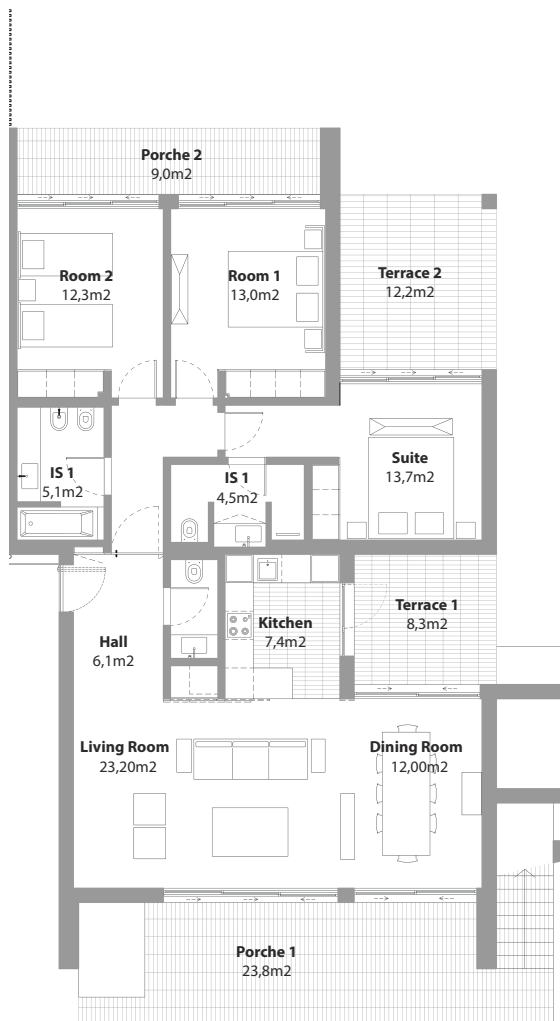 Porche 2
9,0m2
Room 2
12,3m2
Room 1
13,0m2
Terrace 2
12,2m2
IS 1
5,1m2
IS 1
4,5m2
Suite
13,7m2
Hall
6,1m2
Kitchen
7,4m2
Terrace 1
8,3m2
Living Room
23,20m2
Dining Room
12,00m2
Porche 1
23,8m2